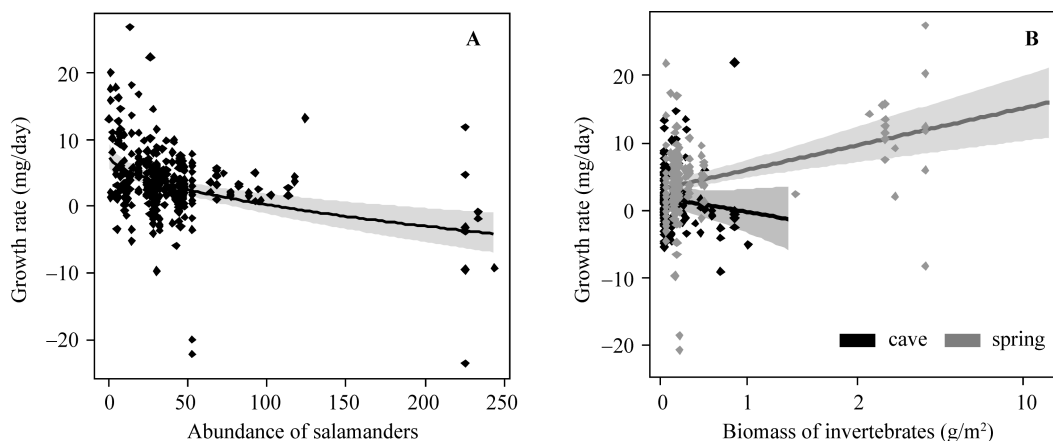 A
Growth rate (mg/day)
20
10
0
−10
−20
0
50
100
150
200
250
Abundance of salamanders
B
Growth rate (mg/day)
20
10
0
−10
−20
cave
spring
0
1
2
10
Biomass of invertebrates (g/m²)